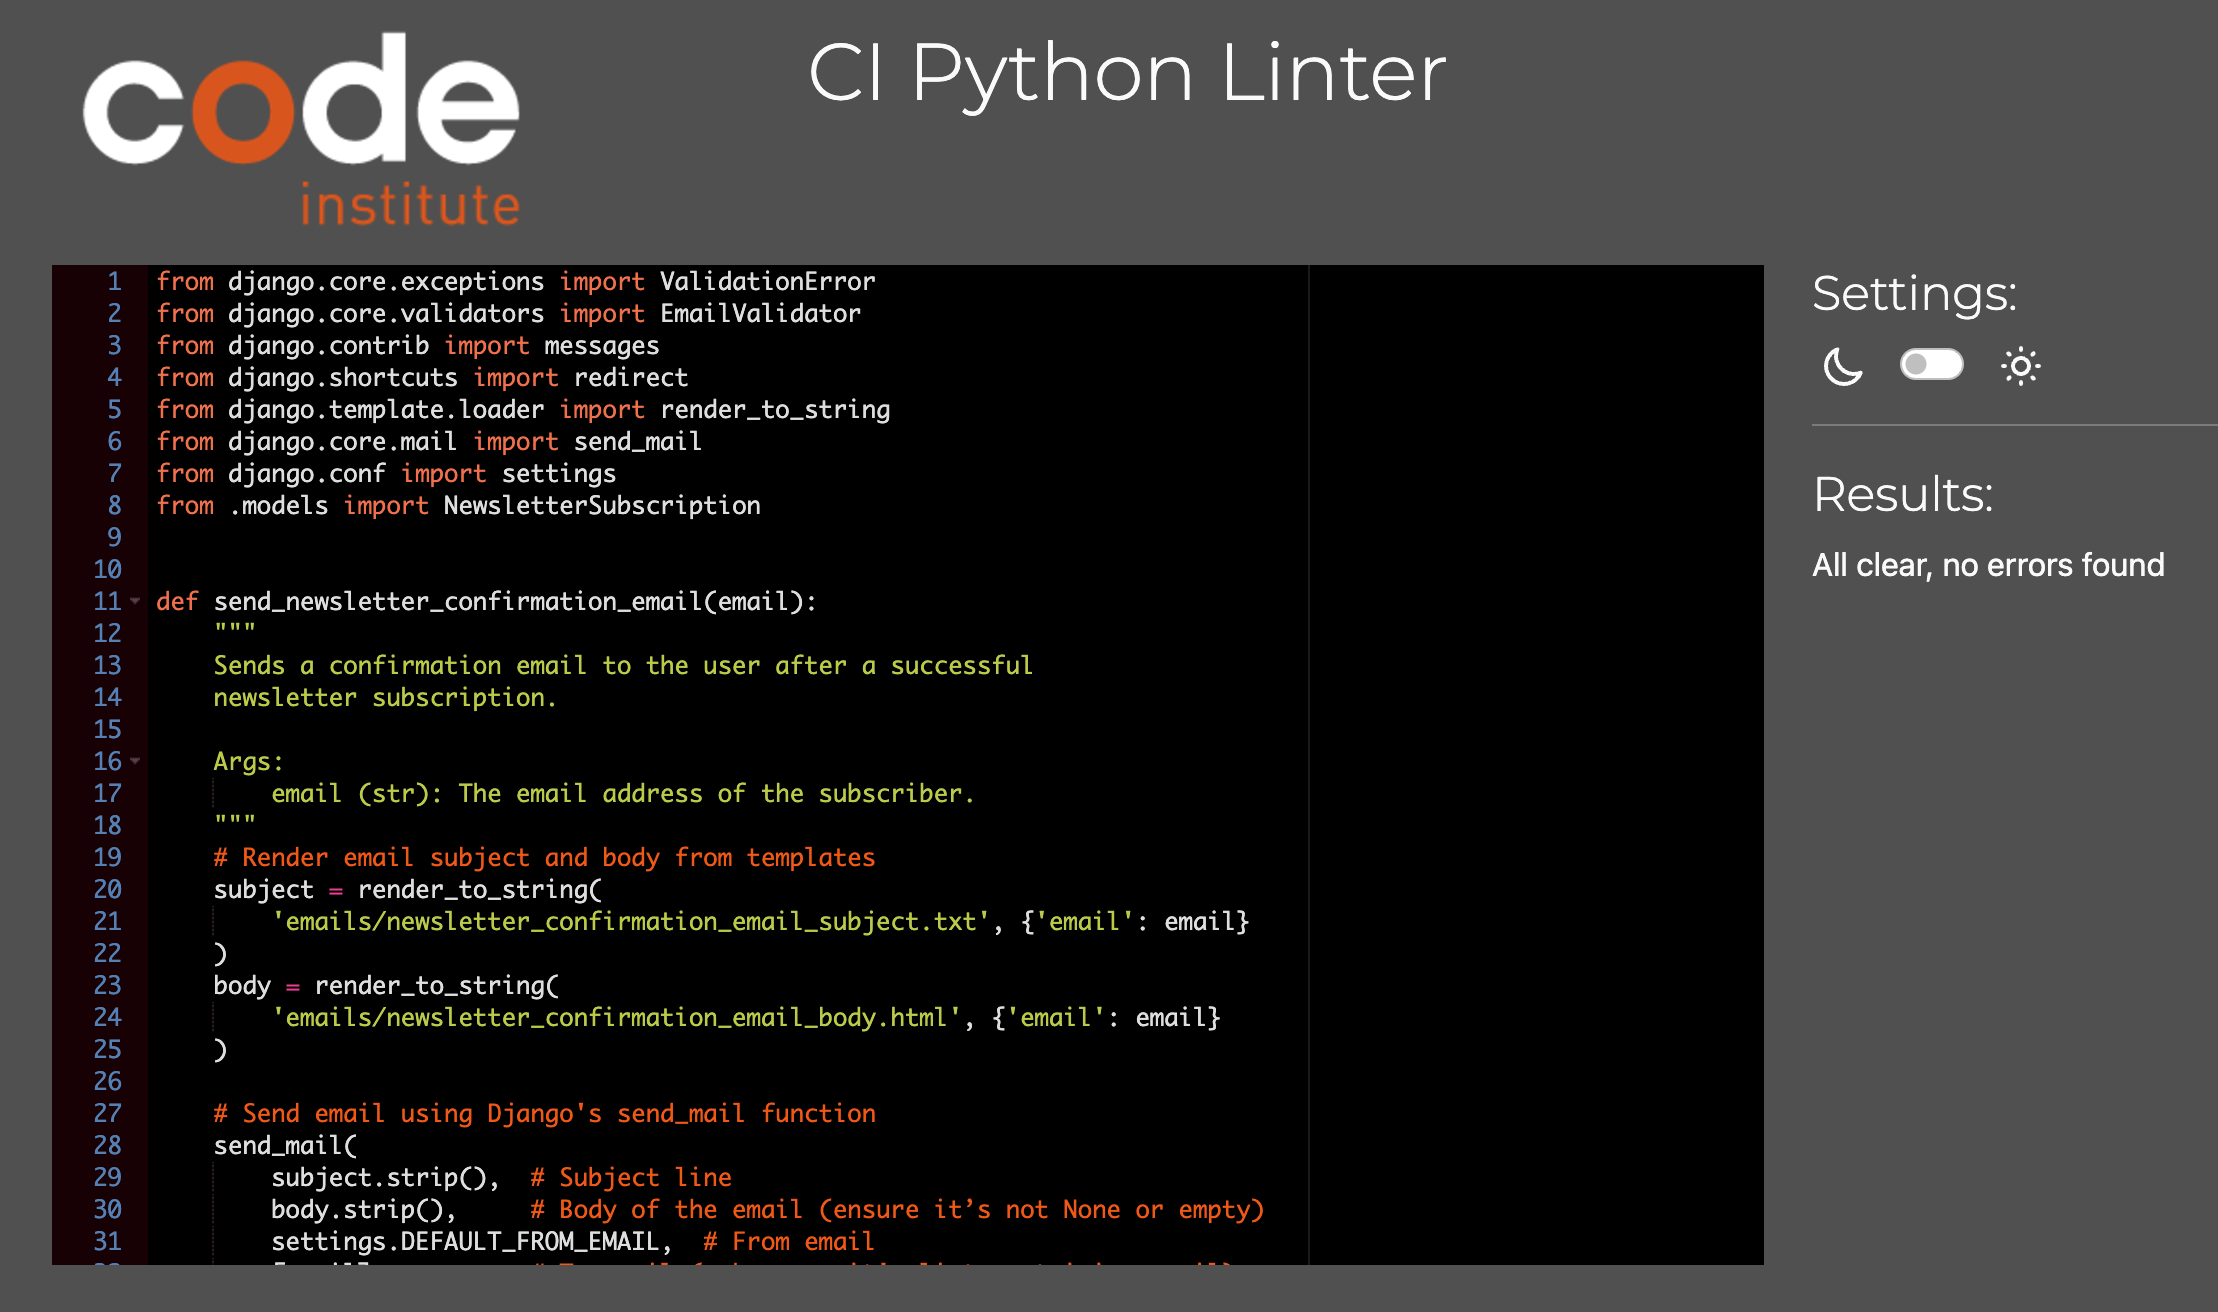 code
institute
CI Python Linter
1 from django.core.exceptions import ValidationError
2 from django.core.validators import EmailValidator
3 from django.contrib import messages
4 from django.shortcuts import redirect
5 from django.template.loader import render_to_string
6 from django.core.mail import send_mail
7 from django.conf import settings
8 from .models import NewsletterSubscription
9
10
11 def send_newsletter_confirmation_email(email):
12     """
13     Sends a confirmation email to the user after a successful
14     newsletter subscription.
15
16     Args:
17         email (str): The email address of the subscriber.
18     """
19     # Render email subject and body from templates
20     subject = render_to_string(
21         'emails/newsletter_confirmation_email_subject.txt', {'email': email}
22     )
23     body = render_to_string(
24         'emails/newsletter_confirmation_email_body.html', {'email': email}
25     )
26
27     # Send email using Django's send_mail function
28     send_mail(
29         subject.strip(),  # Subject line
30         body.strip(),     # Body of the email (ensure it’s not None or empty)
31         settings.DEFAULT_FROM_EMAIL,  # From email
Settings:
Results:
All clear, no errors found